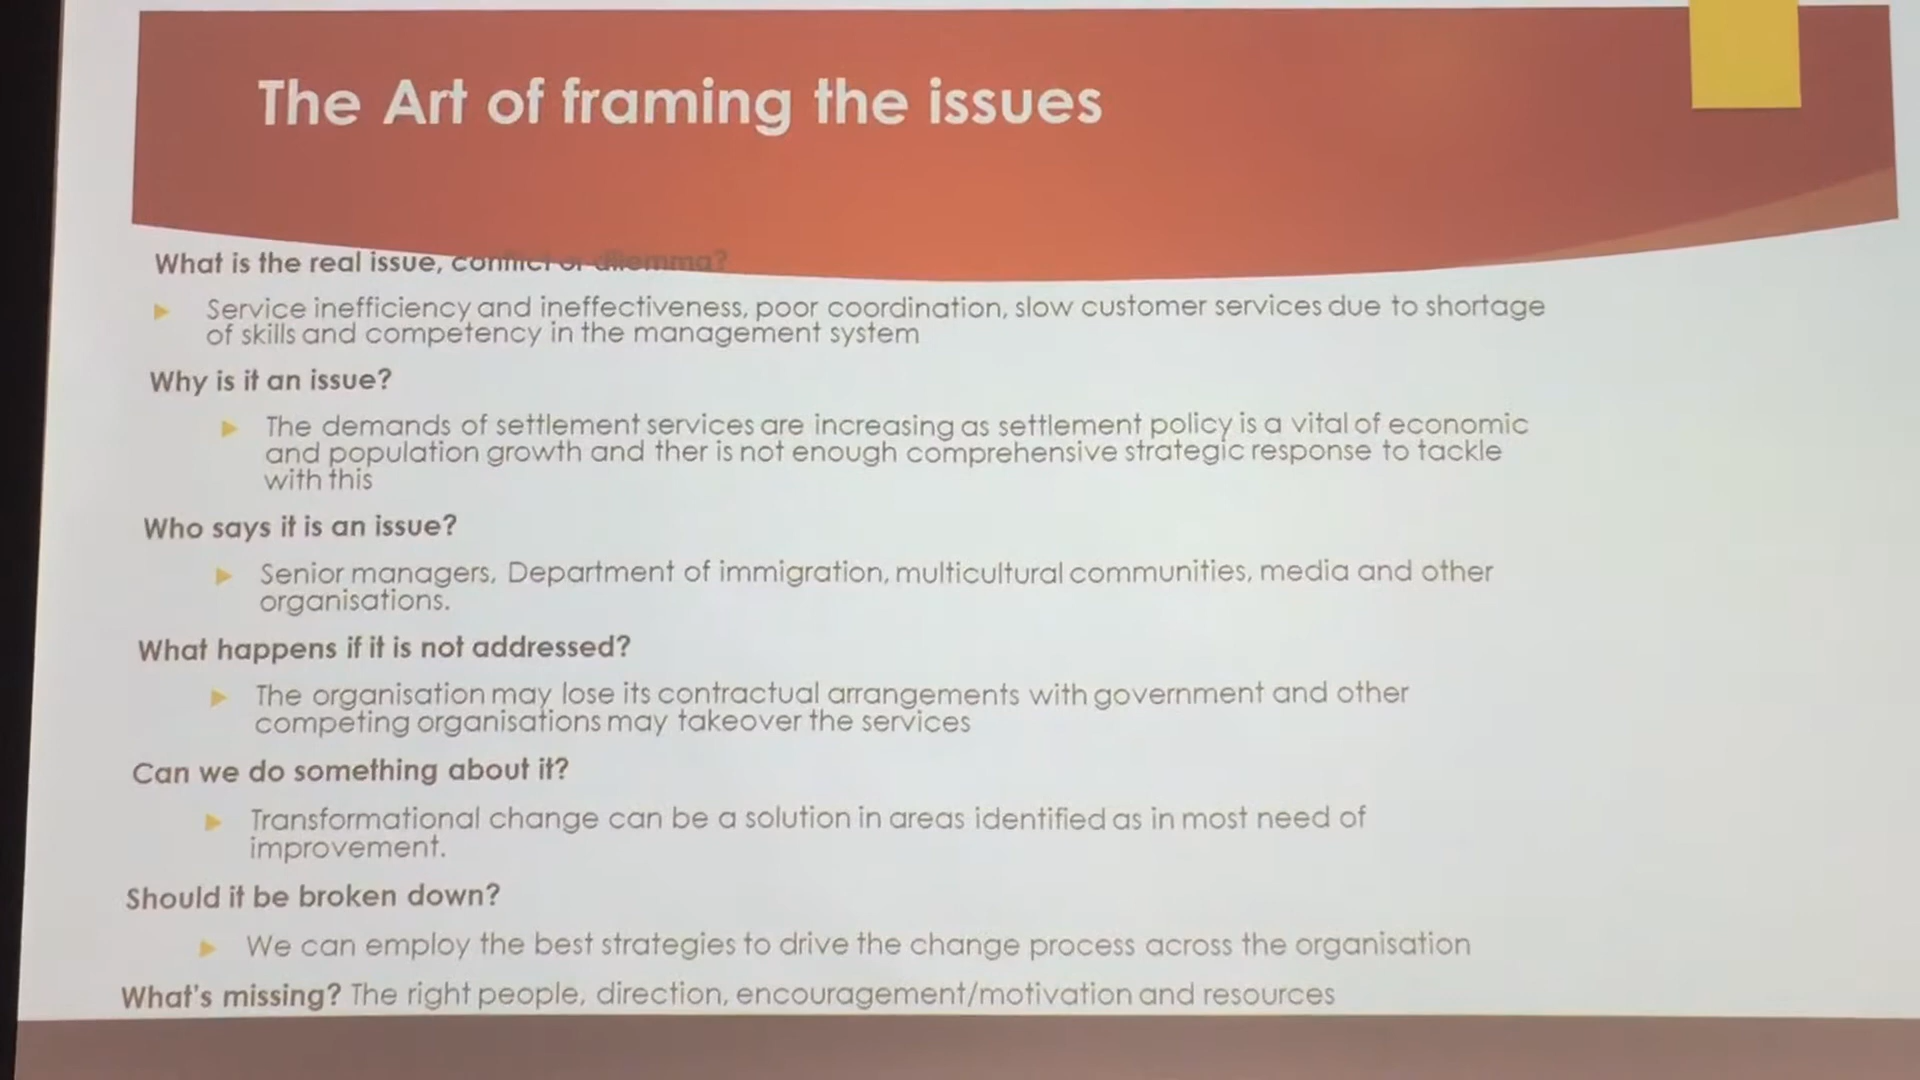 The Art of framing the issues
What is the real issue, conflict or dilemma?
Service inefficiency and ineffectiveness, poor coordination, slow customer services due to shortage
of skills and competency in the management system
Why is it an issue?
The demands of settlement services are increasing as settlement policy is a vital of economic
and population growth and ther is not enough comprehensive strategic response to tackle
with this
Who says it is an issue?
Senior managers, Department of immigration, multicultural communities, media and other
organisations.
What happens if it is not addressed?
The organisation may lose its contractual arrangements with government and other
competing organisations may takeover the services
Can we do something about it?
Transformational change can be a solution in areas identified as in most need of
improvement.
Should it be broken down?
We can employ the best strategies to drive the change process across the organisation
What's missing? The right people, direction, encouragement/motivation and resources